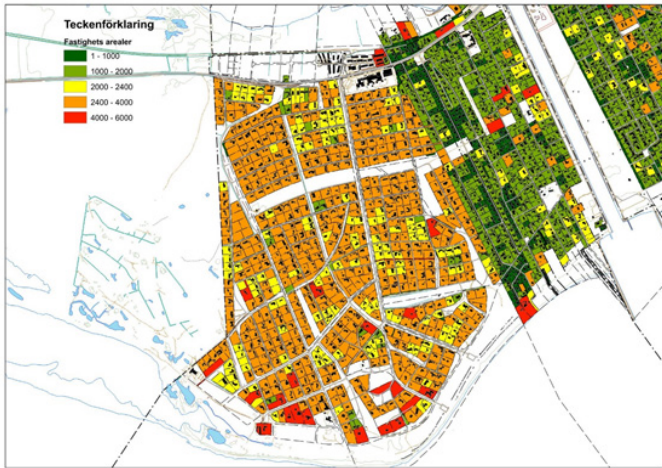 Teckenförklaring
Fastighets arealer
1 - 1000
1000 - 2000
2000 - 2400
2400 - 4000
4000 - 6000